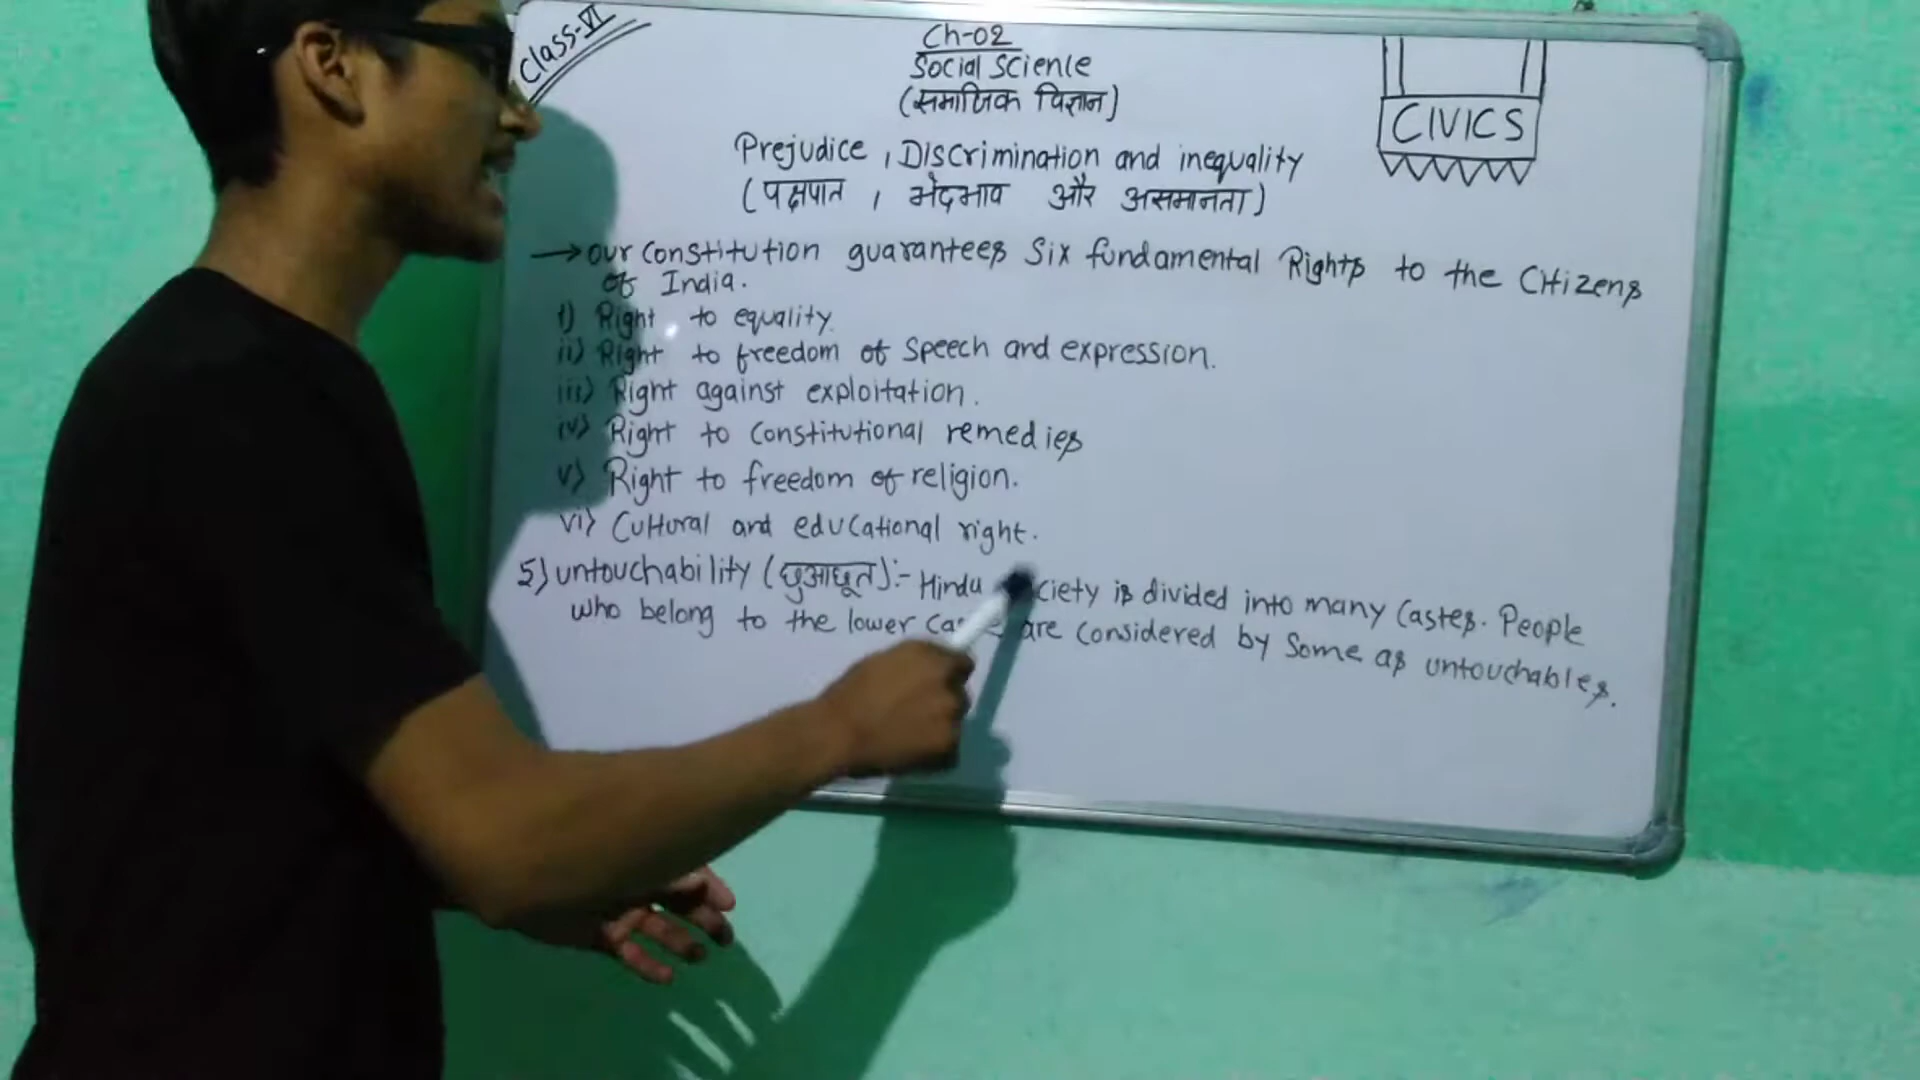 Class-VI
Ch-02
Social Science
(समाजिक विज्ञान)
CIVICS
Prejudice, Discrimination and inequality
(पक्षपात, भेदभाव और असमानता)
→ our constitution guarantees Six fundamental Rights to the Citizens
of India.
i) Right to equality.
ii) Right to freedom of Speech and expression.
iii) Right against exploitation.
iv) Right to Constitutional remedies
v) Right to freedom of religion.
vi) Cultural and educational right.
5) untouchability (छुआछूत):- Hindu is divided into many Castes. People
who belong to the lower are Considered by Some as untouchables.